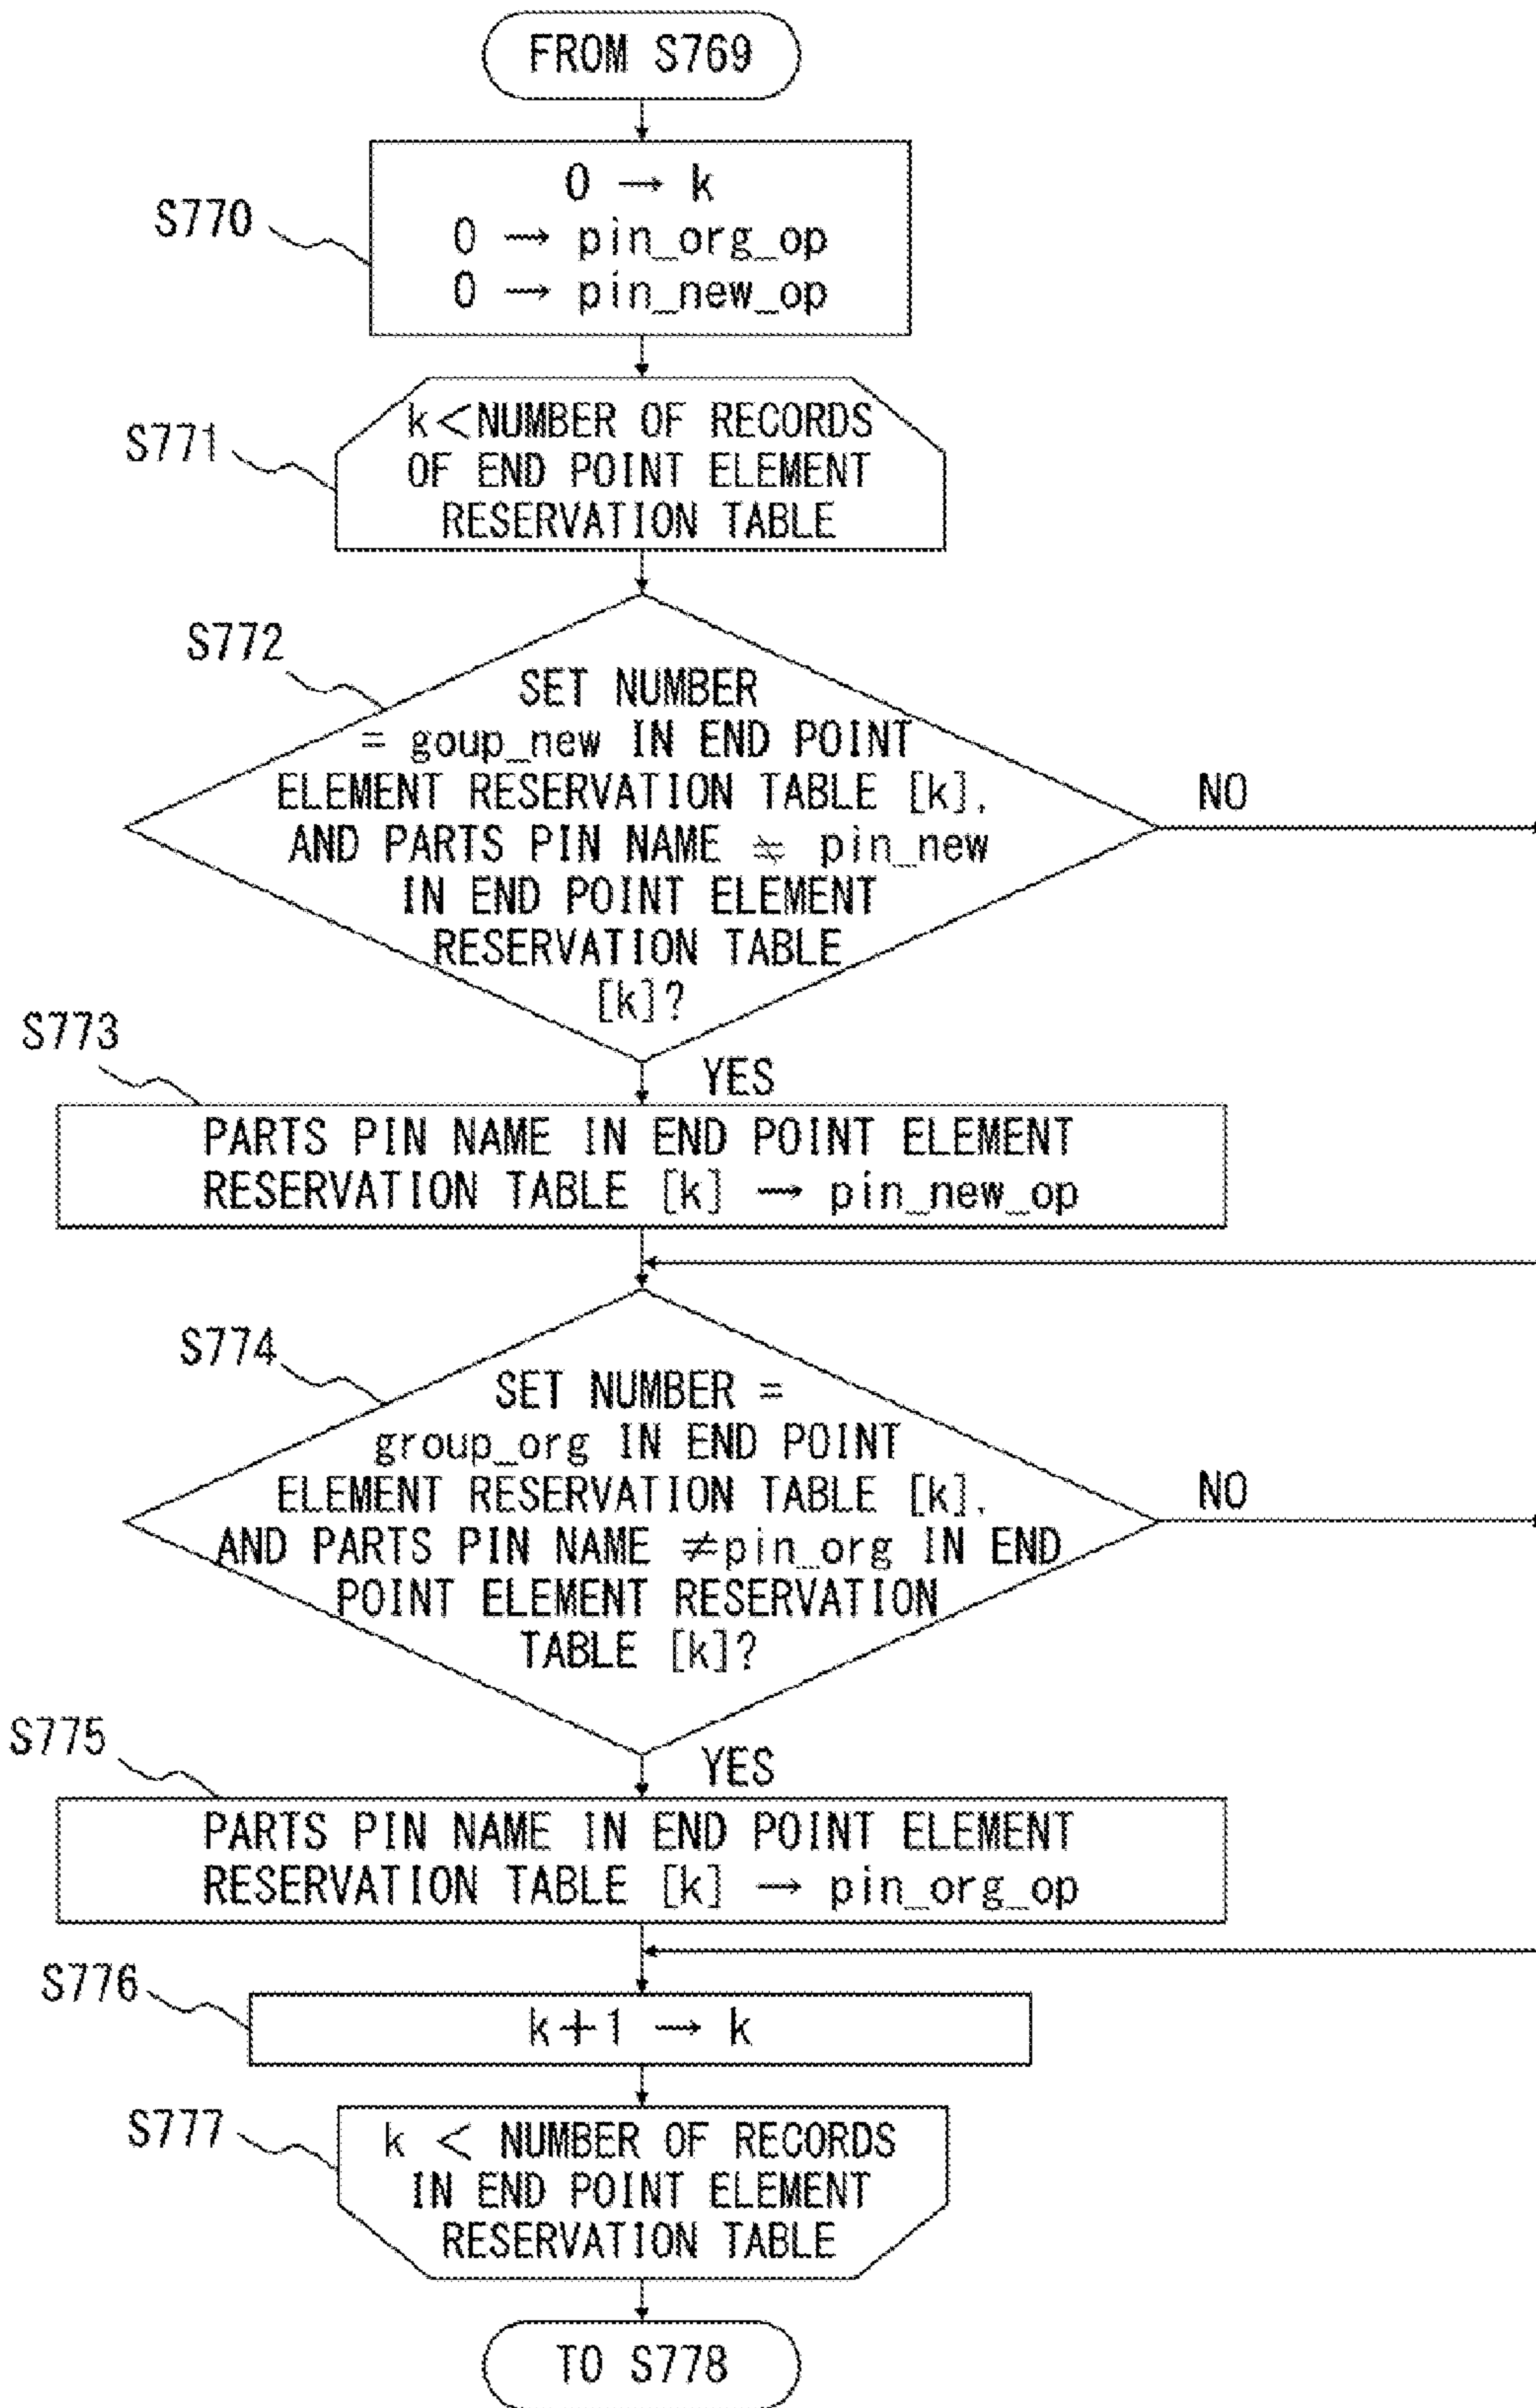 FROM S769
S770
0 → k
0 → pin_org_op
0 → pin_new_op
S771
k<NUMBER OF RECORDS
OF END POINT ELEMENT
RESERVATION TABLE
S772
SET NUMBER
= goup_new IN END POINT
ELEMENT RESERVATION TABLE [k],
AND PARTS PIN NAME ≠ pin_new
IN END POINT ELEMENT
RESERVATION TABLE
[k]?
NO
YES
S773
PARTS PIN NAME IN END POINT ELEMENT
RESERVATION TABLE [k] → pin_new_op
S774
SET NUMBER =
group_org IN END POINT
ELEMENT RESERVATION TABLE [k],
AND PARTS PIN NAME ≠pin_org IN END
POINT ELEMENT RESERVATION
TABLE [k]?
NO
YES
S775
PARTS PIN NAME IN END POINT ELEMENT
RESERVATION TABLE [k] → pin_org_op
S776
k+1 → k
S777
k < NUMBER OF RECORDS
IN END POINT ELEMENT
RESERVATION TABLE
TO S778